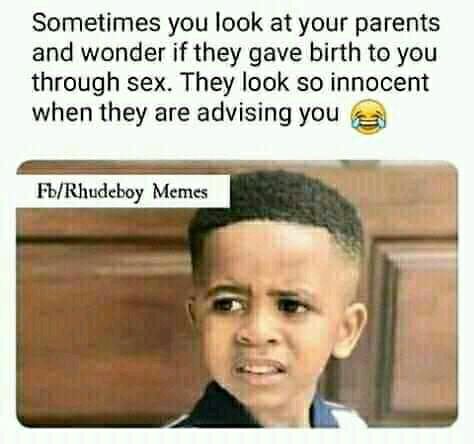 Sometimes you look at your parents
and wonder if they gave birth to you
through sex. They look so innocent
when they are advising you 😂
Fb/Rhudeboy Memes